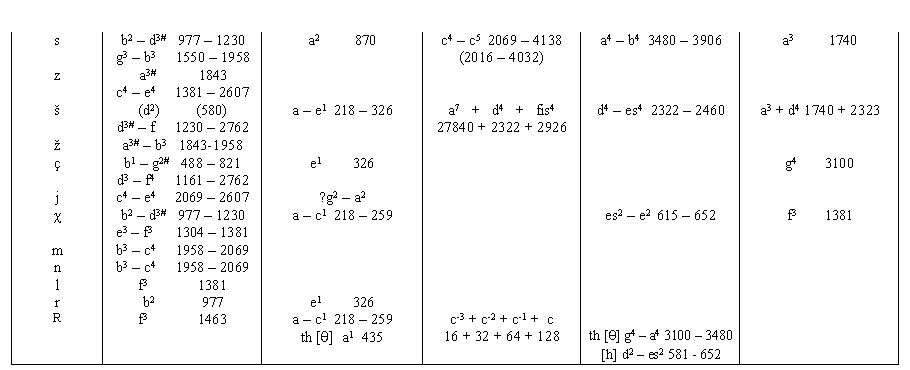 s b² – d³# 977 – 1230 a² 870 c⁴ – c⁵ 2069 – 4138 a⁴ – b⁴ 3480 – 3906 a³ 1740
g³ – b³ 1550 – 1958 (2016 – 4032)
z a³# 1843
c⁴ – e⁴ 1381 – 2607
š (d²) (580) a – e¹ 218 – 326 a⁷ + d⁴ + fis⁴ d⁴ – es⁴ 2322 – 2460 a³ + d⁴ 1740 + 2323
d³# – f 1230 – 2762 27840 + 2322 + 2926
ž a³# – b³ 1843-1958
ç b¹ – g²# 488 – 821 e¹ 326 g⁴ 3100
d³ – f⁴ 1161 – 2762
j c⁴ – e⁴ 2069 – 2607 ?g² – a²
χ b² – d³# 977 – 1230 a – c¹ 218 – 259 es² – e² 615 – 652 f³ 1381
e³ – f³ 1304 – 1381
m b³ – c⁴ 1958 – 2069
n b³ – c⁴ 1958 – 2069
l f³ 1381
r b² 977 e¹ 326
R f³ 1463 a – c¹ 218 – 259 c⁻³ + c⁻² + c⁻¹ + c
th [θ] a¹ 435 16 + 32 + 64 + 128 th [θ] g⁴ – a⁴ 3100 – 3480
[h] d² – es² 581 - 652